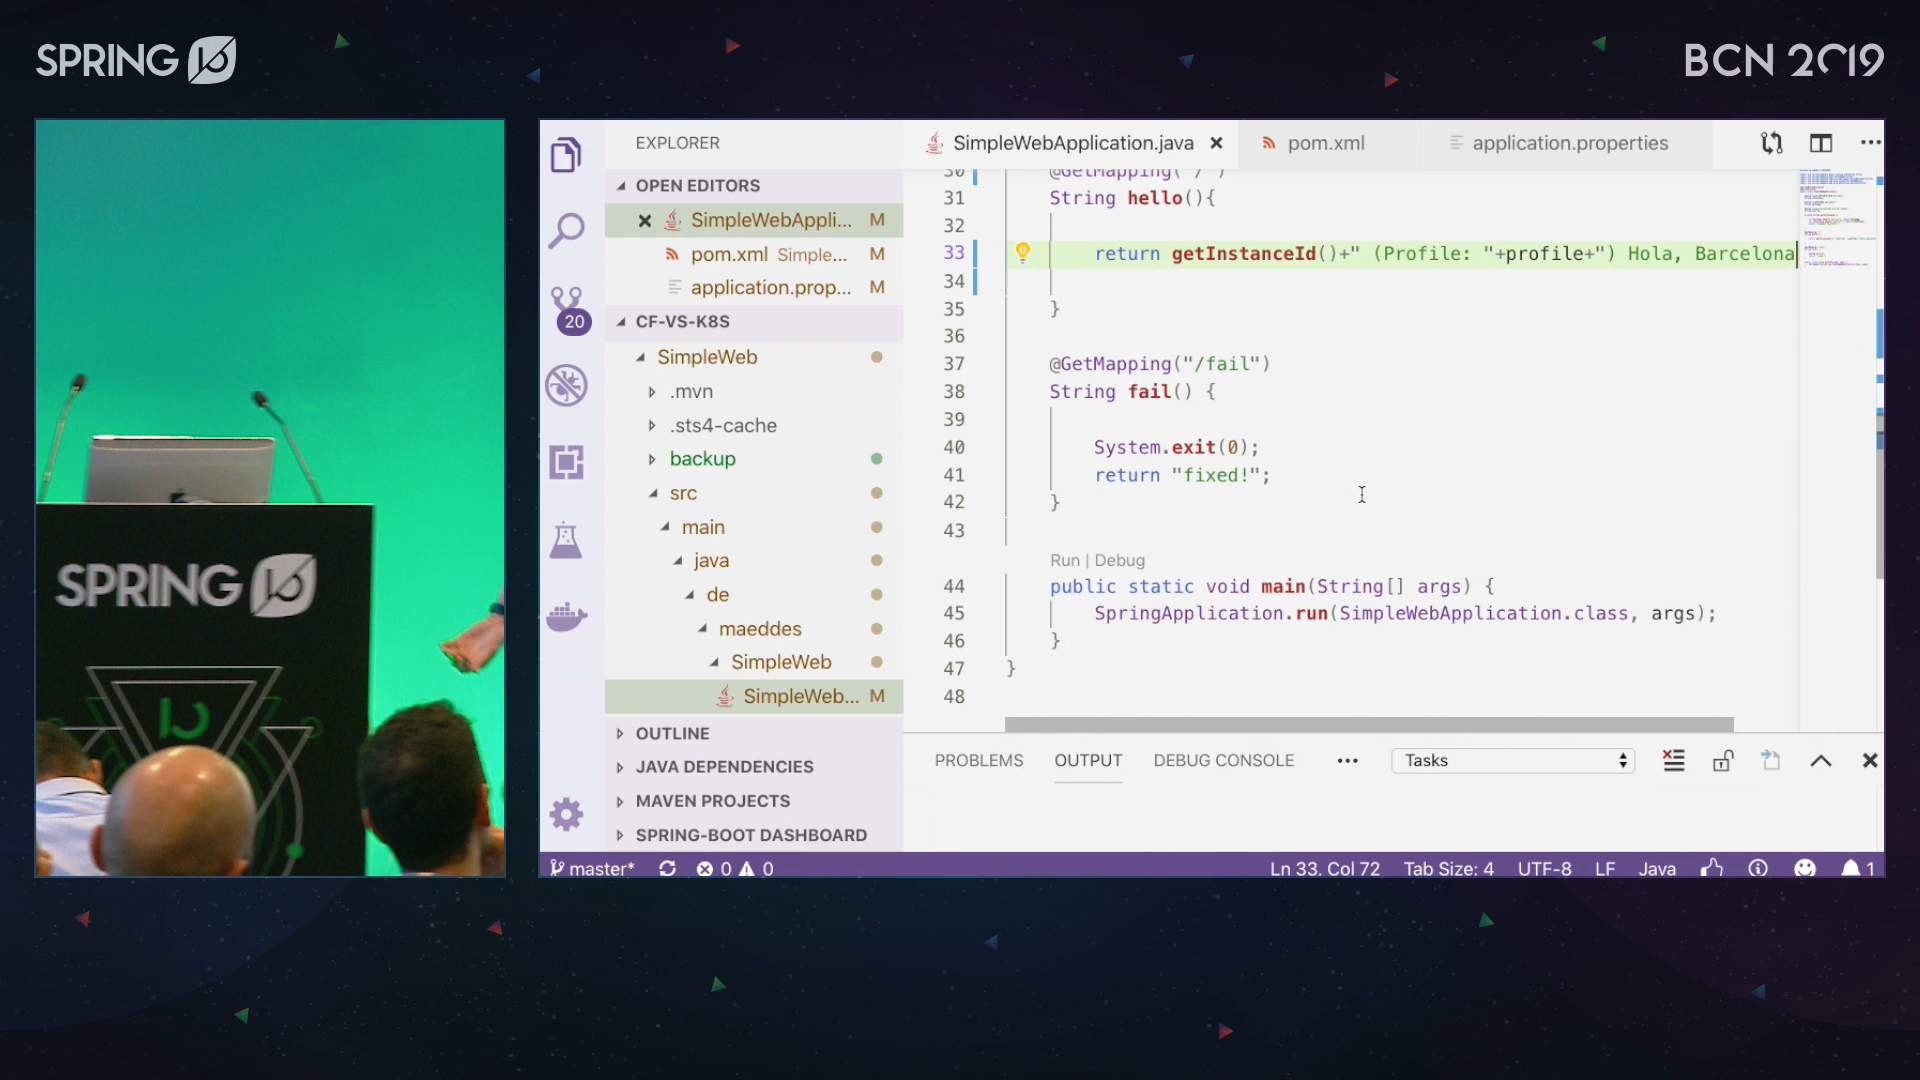 SPRING
BCN 2019
SPRING
EXPLORER
OPEN EDITORS
SimpleWebAppli... M
pom.xml Simple... M
application.prop... M
CF-VS-K8S
SimpleWeb
.mvn
.sts4-cache
backup
src
main
java
de
maeddes
SimpleWeb
SimpleWeb... M
OUTLINE
JAVA DEPENDENCIES
MAVEN PROJECTS
SPRING-BOOT DASHBOARD
20
SimpleWebApplication.java
pom.xml
application.properties
30 @GetMapping("/")
31 String hello(){
32
33 return getInstanceId()+" (Profile: "+profile+") Hola, Barcelona
34
35 }
36
37 @GetMapping("/fail")
38 String fail() {
39
40 System.exit(0);
41 return "fixed!";
42 }
43
Run | Debug
44 public static void main(String[] args) {
45 SpringApplication.run(SimpleWebApplication.class, args);
46 }
47 }
48
PROBLEMS OUTPUT DEBUG CONSOLE ... Tasks
master* 0 0 Ln 33, Col 72 Tab Size: 4 UTF-8 LF Java 1